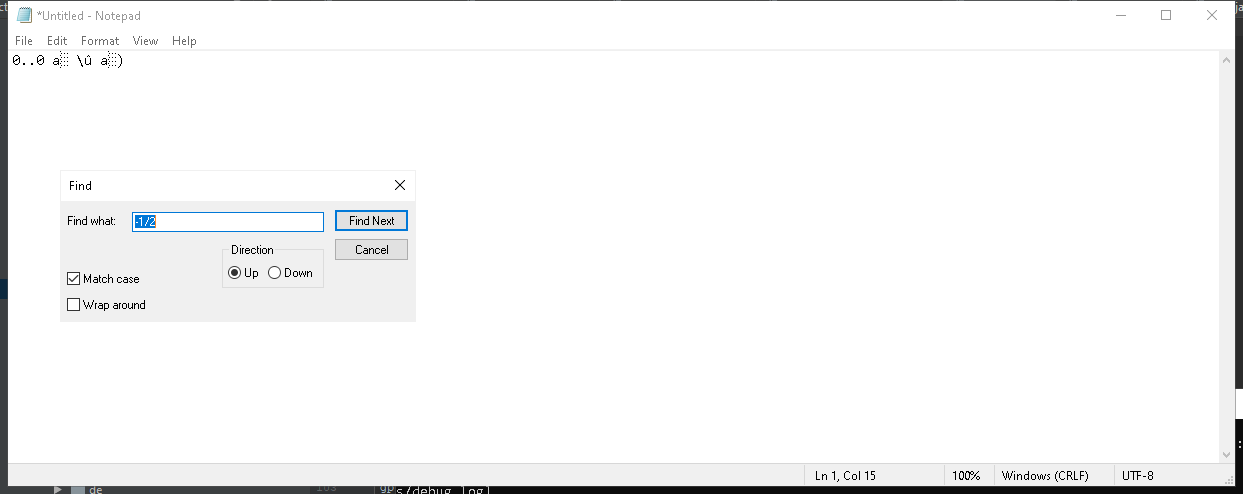 *Untitled - Notepad
File Edit Format View Help
0..0 a░ \û a░)
Find
Find what: -1/2 Find Next
Direction Cancel
Up Down
Match case
Wrap around
Ln 1, Col 15 100% Windows (CRLF) UTF-8
de 103 s/debug.log]